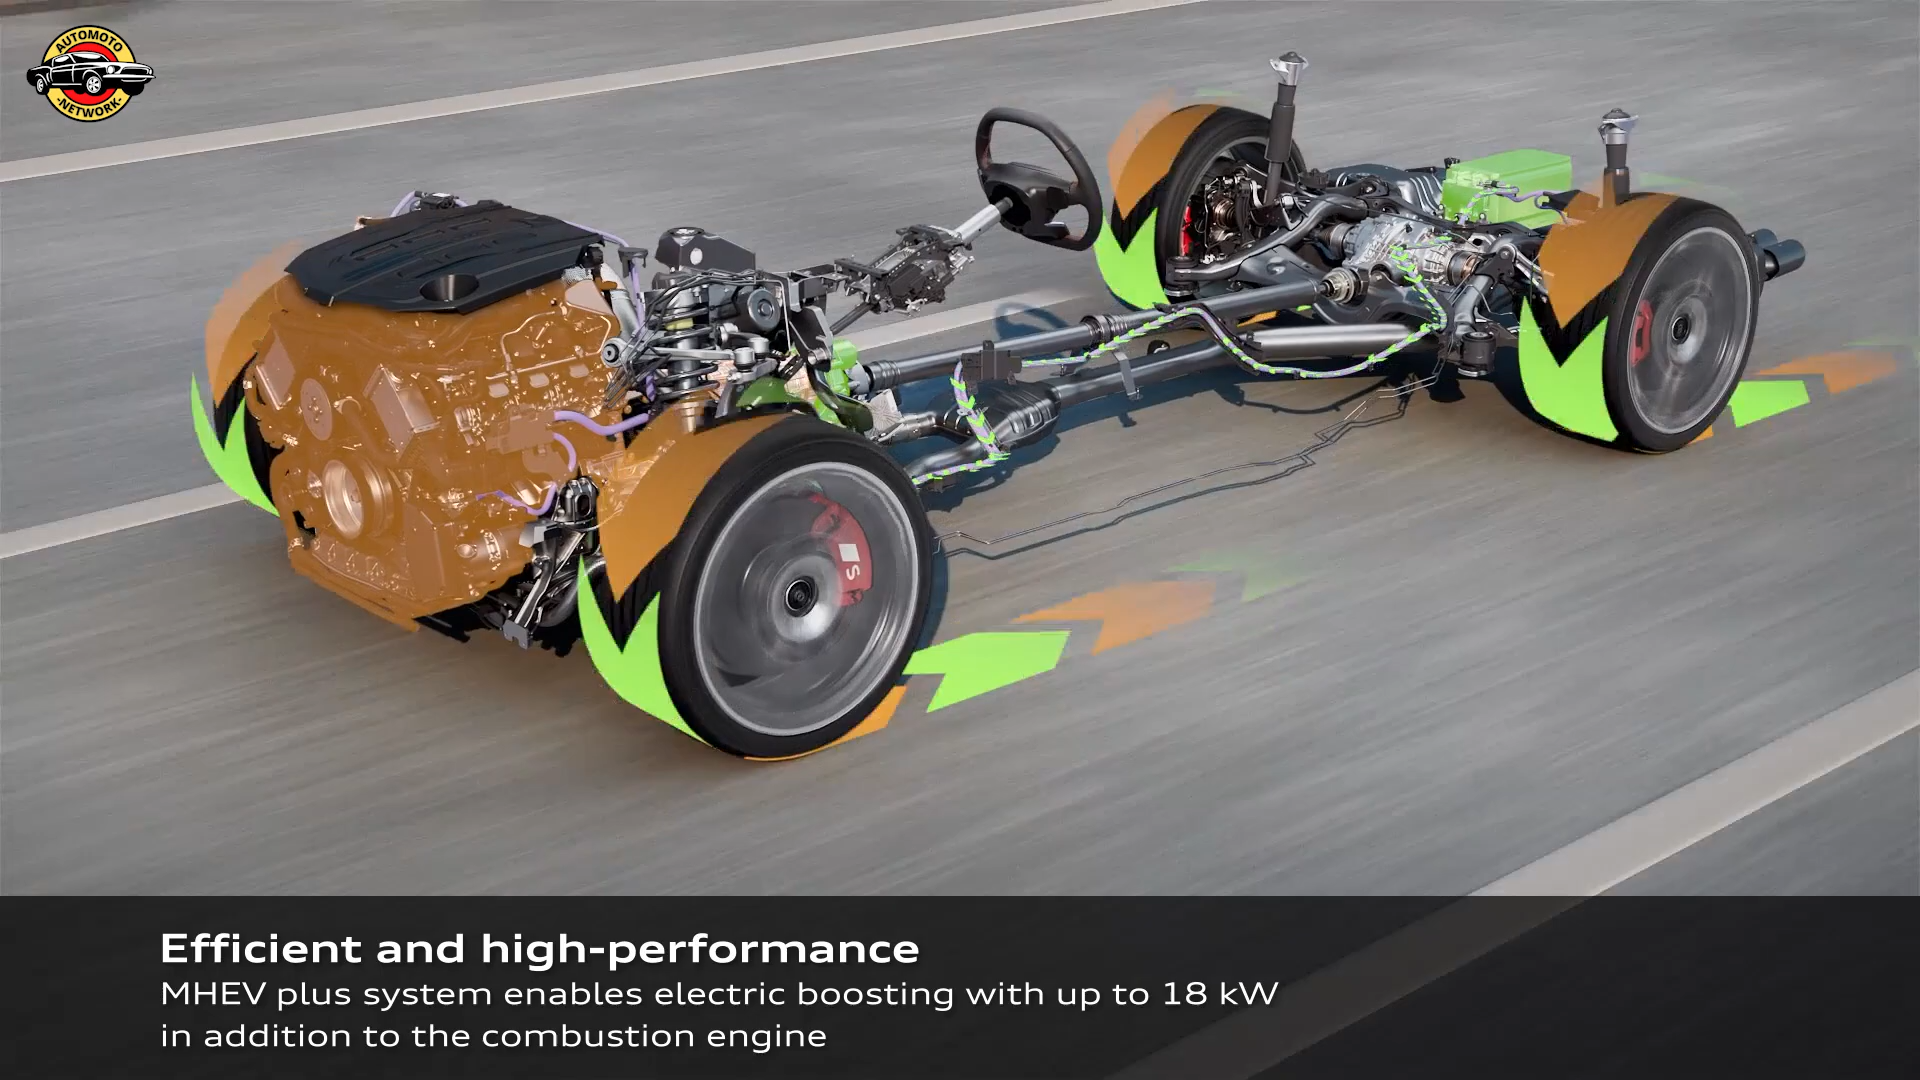 AUTOMOTO
-NETWORK-
S
Efficient and high-performance
MHEV plus system enables electric boosting with up to 18 kW
in addition to the combustion engine